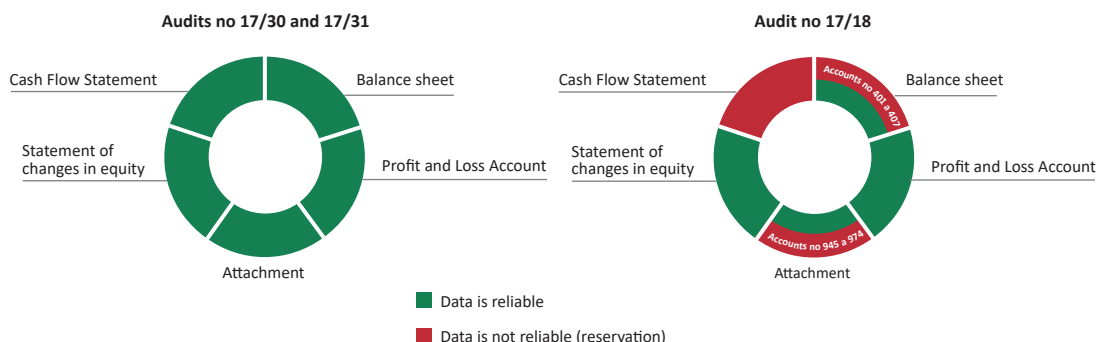 Audits no 17/30 and 17/31
Cash Flow Statement
Balance sheet
Statement of
changes in equity
Profit and Loss Account
Attachment
Audit no 17/18
Cash Flow Statement
Accounts no 401 a 407
Balance sheet
Statement of
changes in equity
Profit and Loss Account
Accounts no 945 a 974
Attachment
Data is reliable
Data is not reliable (reservation)